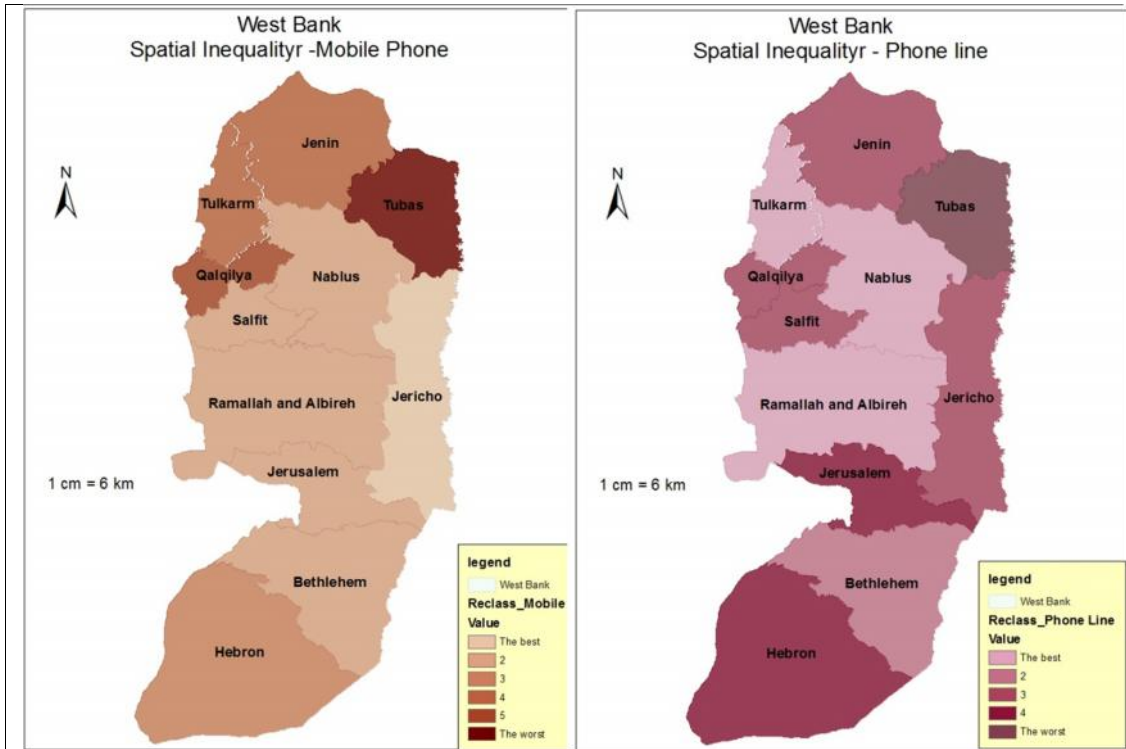 West Bank
Spatial Inequalityr -Mobile Phone
N
Jenin
Tubas
Tulkarm
Qalqilya
Nablus
Salfit
Ramallah and Albireh
Jericho
Jerusalem
1 cm = 6 km
Bethlehem
Hebron
legend
West Bank
Reclass_Mobile
Value
The best
2
3
4
5
The worst
West Bank
Spatial Inequalityr - Phone line
N
Jenin
Tubas
Tulkarm
Qalqilya
Nablus
Salfit
Ramallah and Albireh
Jericho
Jerusalem
1 cm = 6 km
Bethlehem
Hebron
legend
West Bank
Reclass_Phone Line
Value
The best
2
3
4
The worst